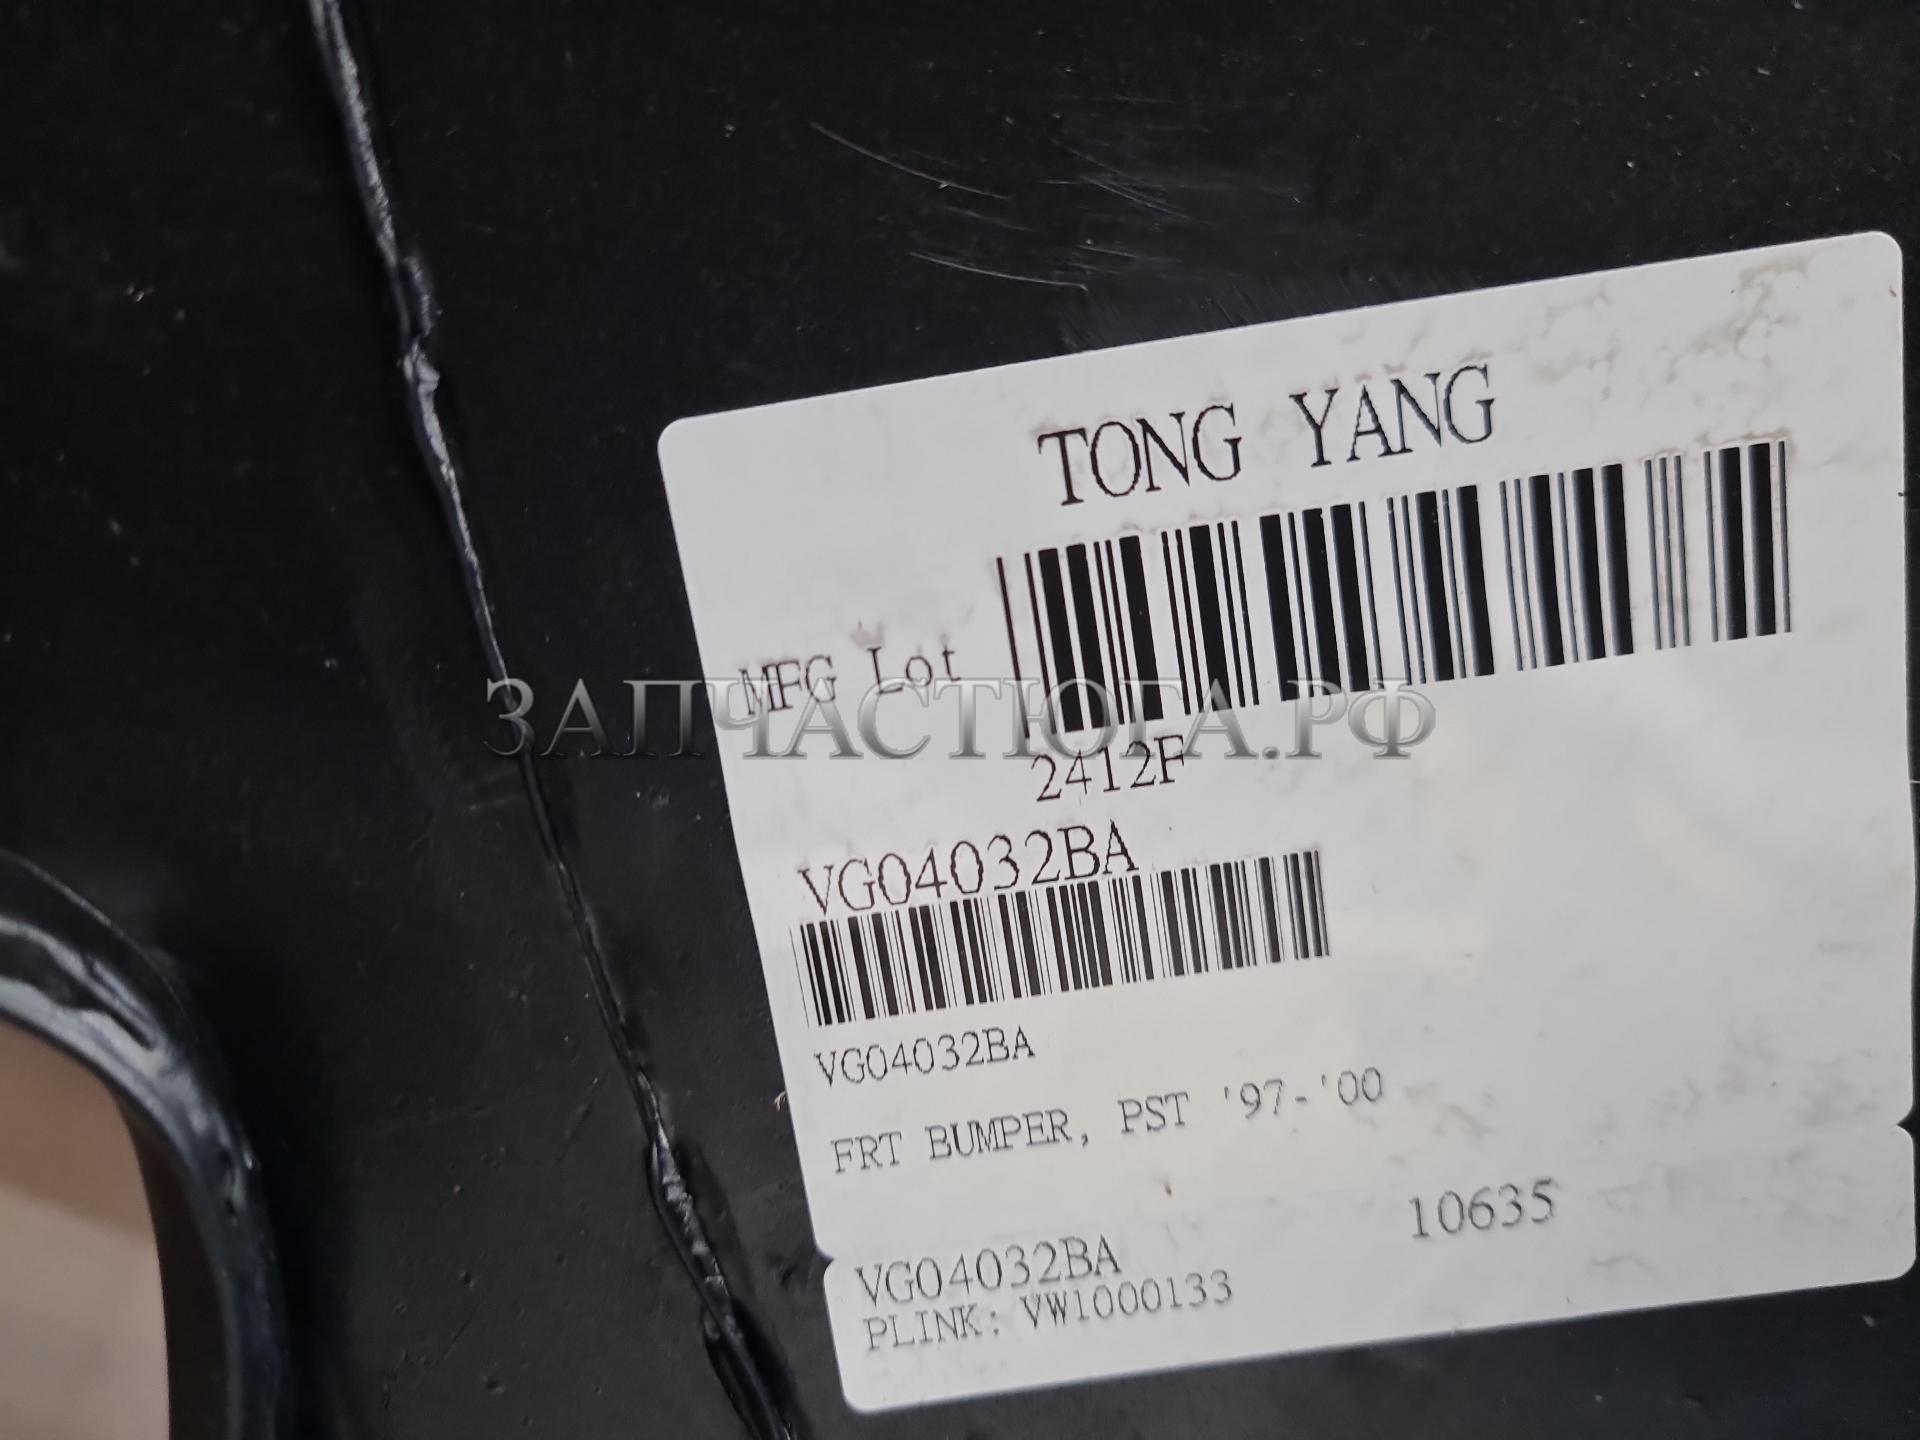 TONG YANG
MFG Lot
ЗАПЧАСТЮГА.РФ
2412F
VG04032BA
VG04032BA
FRT BUMPER, PST '97-'00
10635
VG04032BA
PLINK: VW1000133